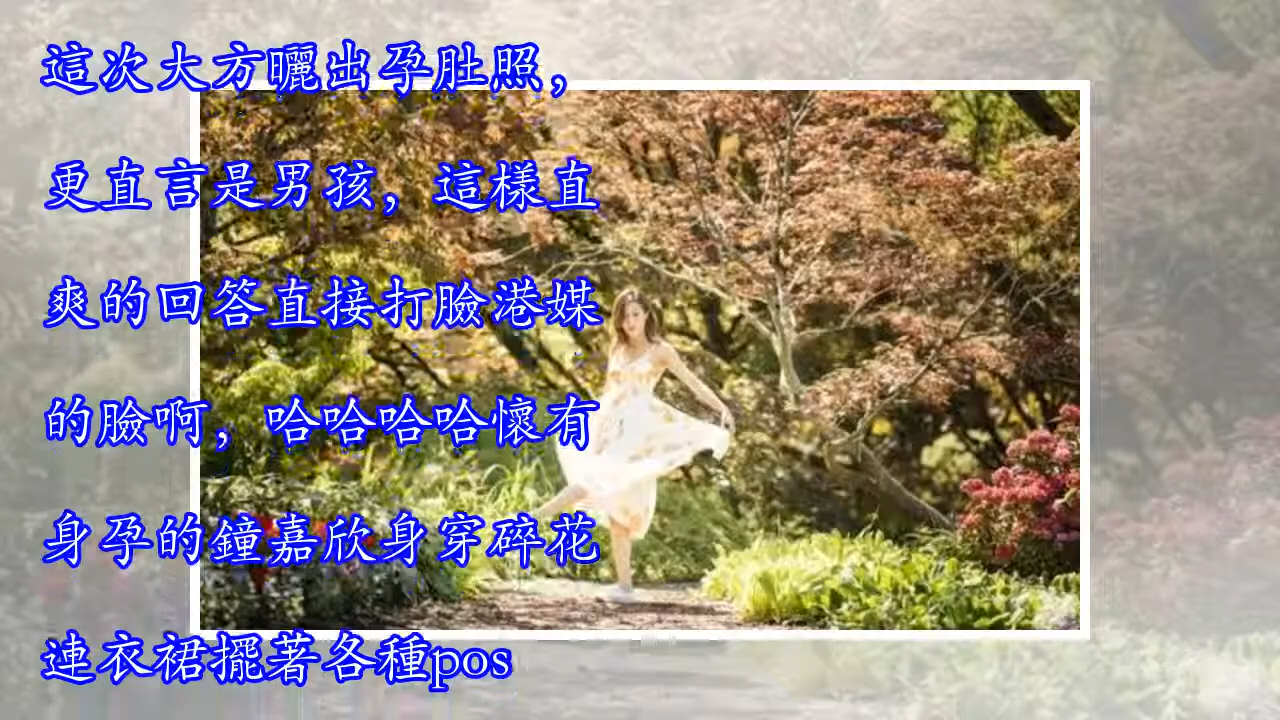 這次大方曬出孕肚照，
更直言是男孩，這樣直
爽的回答直接打臉港媒
的臉啊，哈哈哈哈懷有
身孕的鐘嘉欣身穿碎花
連衣裙擺著各種pos